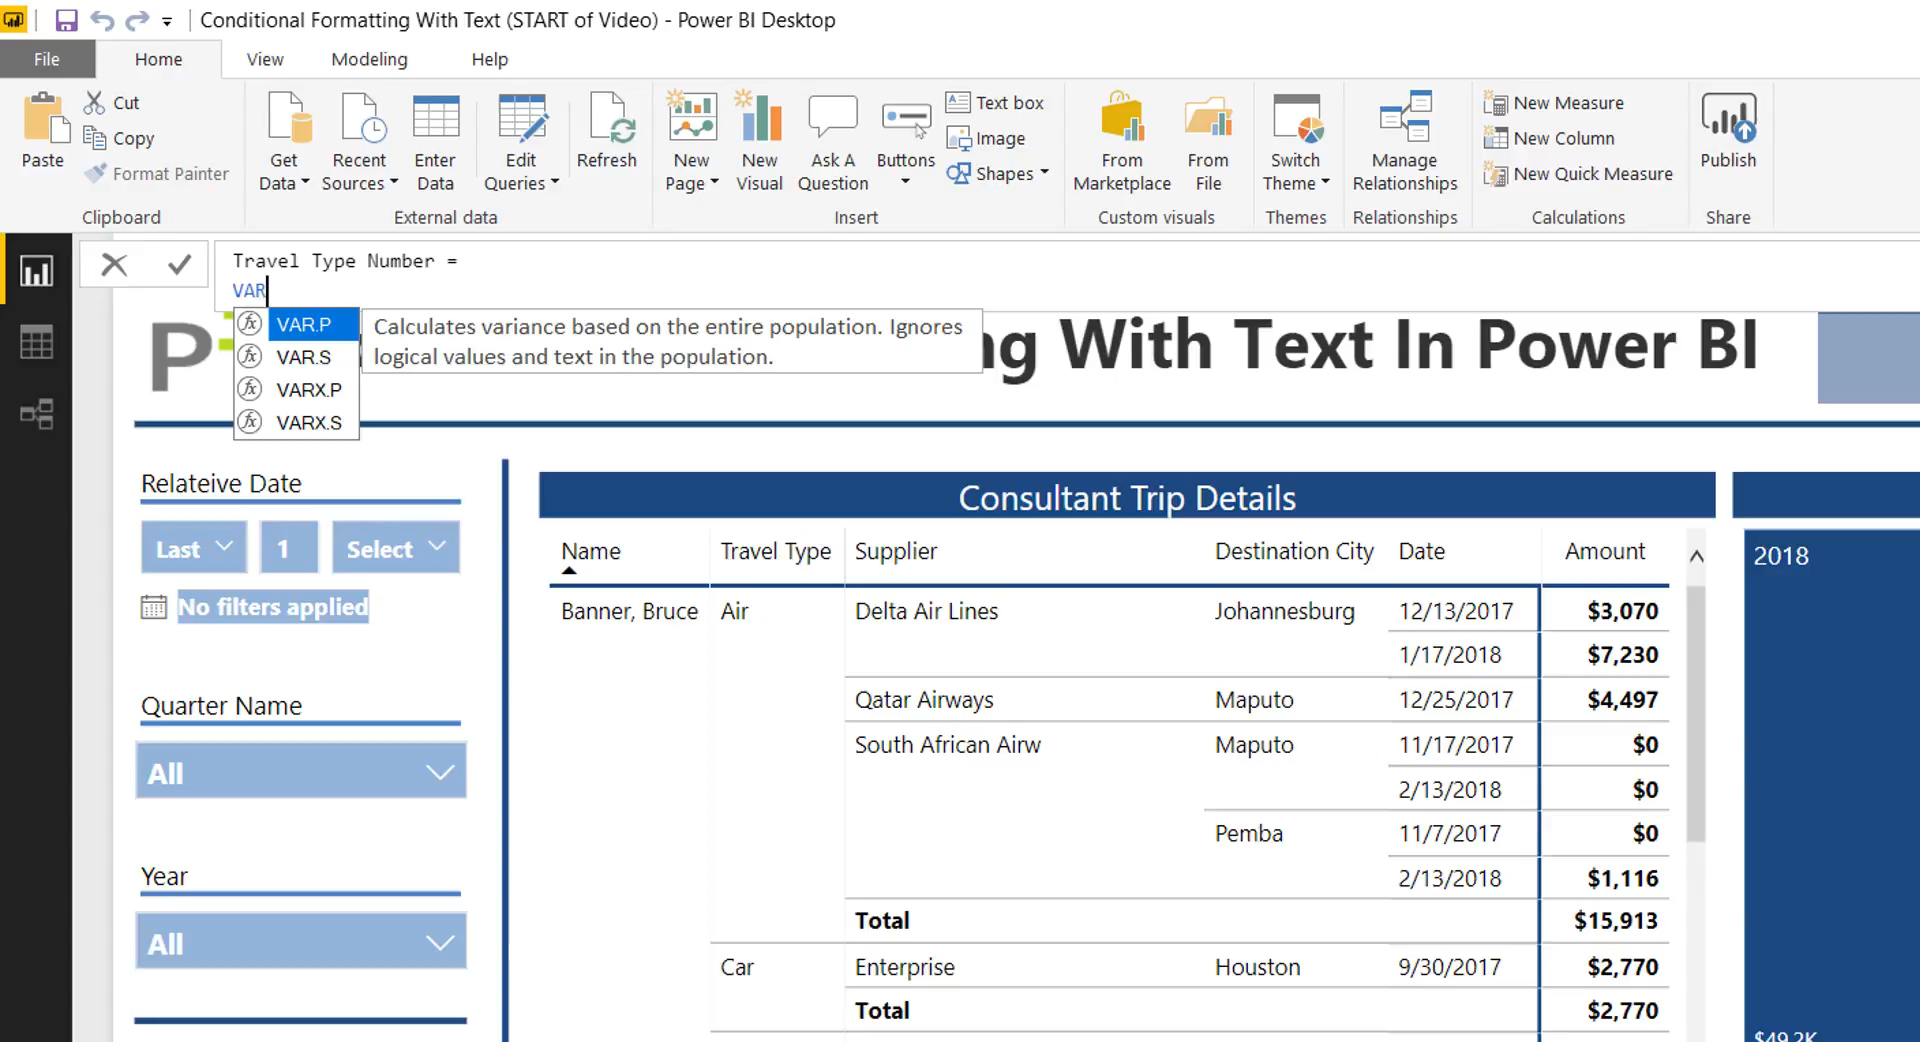 Conditional Formatting With Text (START of Video) - Power BI Desktop
File Home View Modeling Help
Cut
Copy
Format Painter
Paste
Clipboard
Get Data
Recent Sources
Enter Data
Edit Queries
Refresh
External data
New Page
New Visual
Ask A Question
Buttons
Text box
Image
Shapes
Insert
From Marketplace
From File
Custom visuals
Switch Theme
Themes
Manage Relationships
Relationships
New Measure
New Column
New Quick Measure
Calculations
Publish
Share
Travel Type Number =
VAR
VAR.P
VAR.S
VARX.P
VARX.S
Calculates variance based on the entire population. Ignores
logical values and text in the population.
P
ng With Text In Power BI
Relateive Date
Last 1 Select
No filters applied
Quarter Name
All
Year
All
Consultant Trip Details
Name Travel Type Supplier Destination City Date Amount
Banner, Bruce Air Delta Air Lines Johannesburg 12/13/2017 $3,070
1/17/2018 $7,230
Qatar Airways Maputo 12/25/2017 $4,497
South African Airw Maputo 11/17/2017 $0
2/13/2018 $0
Pemba 11/7/2017 $0
2/13/2018 $1,116
Total $15,913
Car Enterprise Houston 9/30/2017 $2,770
Total $2,770
2018